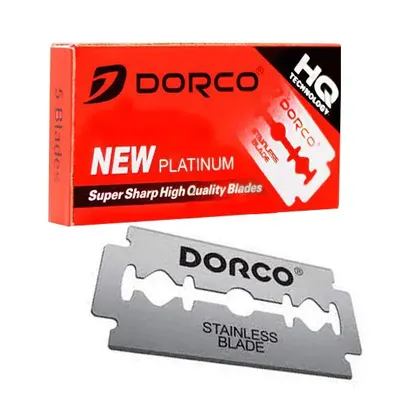 5 Blades
DORCO®
HQ
TECHNOLOGY
NEW PLATINUM
Super Sharp High Quality Blades
DORCO®
STAINLESS
BLADE
DORCO®
STAINLESS
BLADE